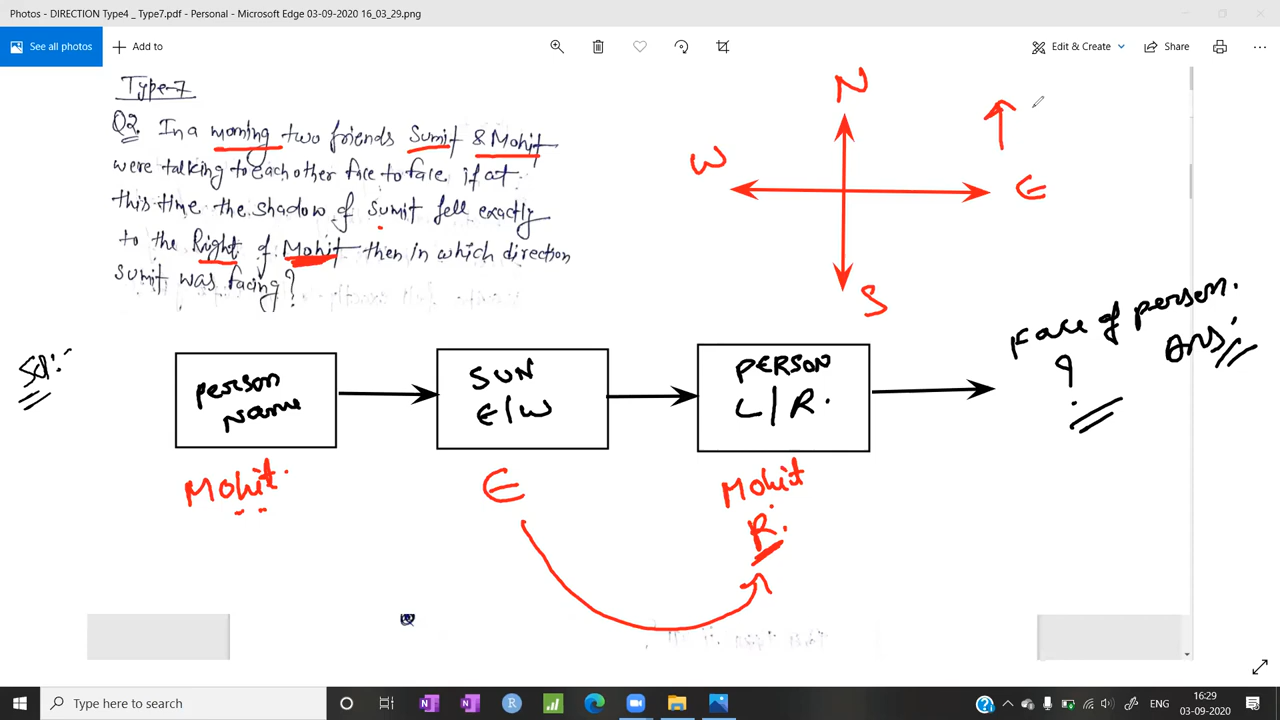 Photos - DIRECTION Type4 _ Type7.pdf - Personal - Microsoft Edge 03-09-2020 16_03_29.png
See all photos
Add to
Edit & Create
Share
Type-7
Q2. In a morning two friends Sumit & Mohit
were talking to each other face to face if at
this time the shadow of sumit fell exactly
to the Right of Mohit then in which direction
sumit was facing?
N
W
E
S
Sol:-
person
Name
SUN
E/W
PERSON
L/R.
Face of person.
?
Ans:
Mohit.
E
Mohit
R.
Q
Type here to search
ENG
16:29
03-09-2020